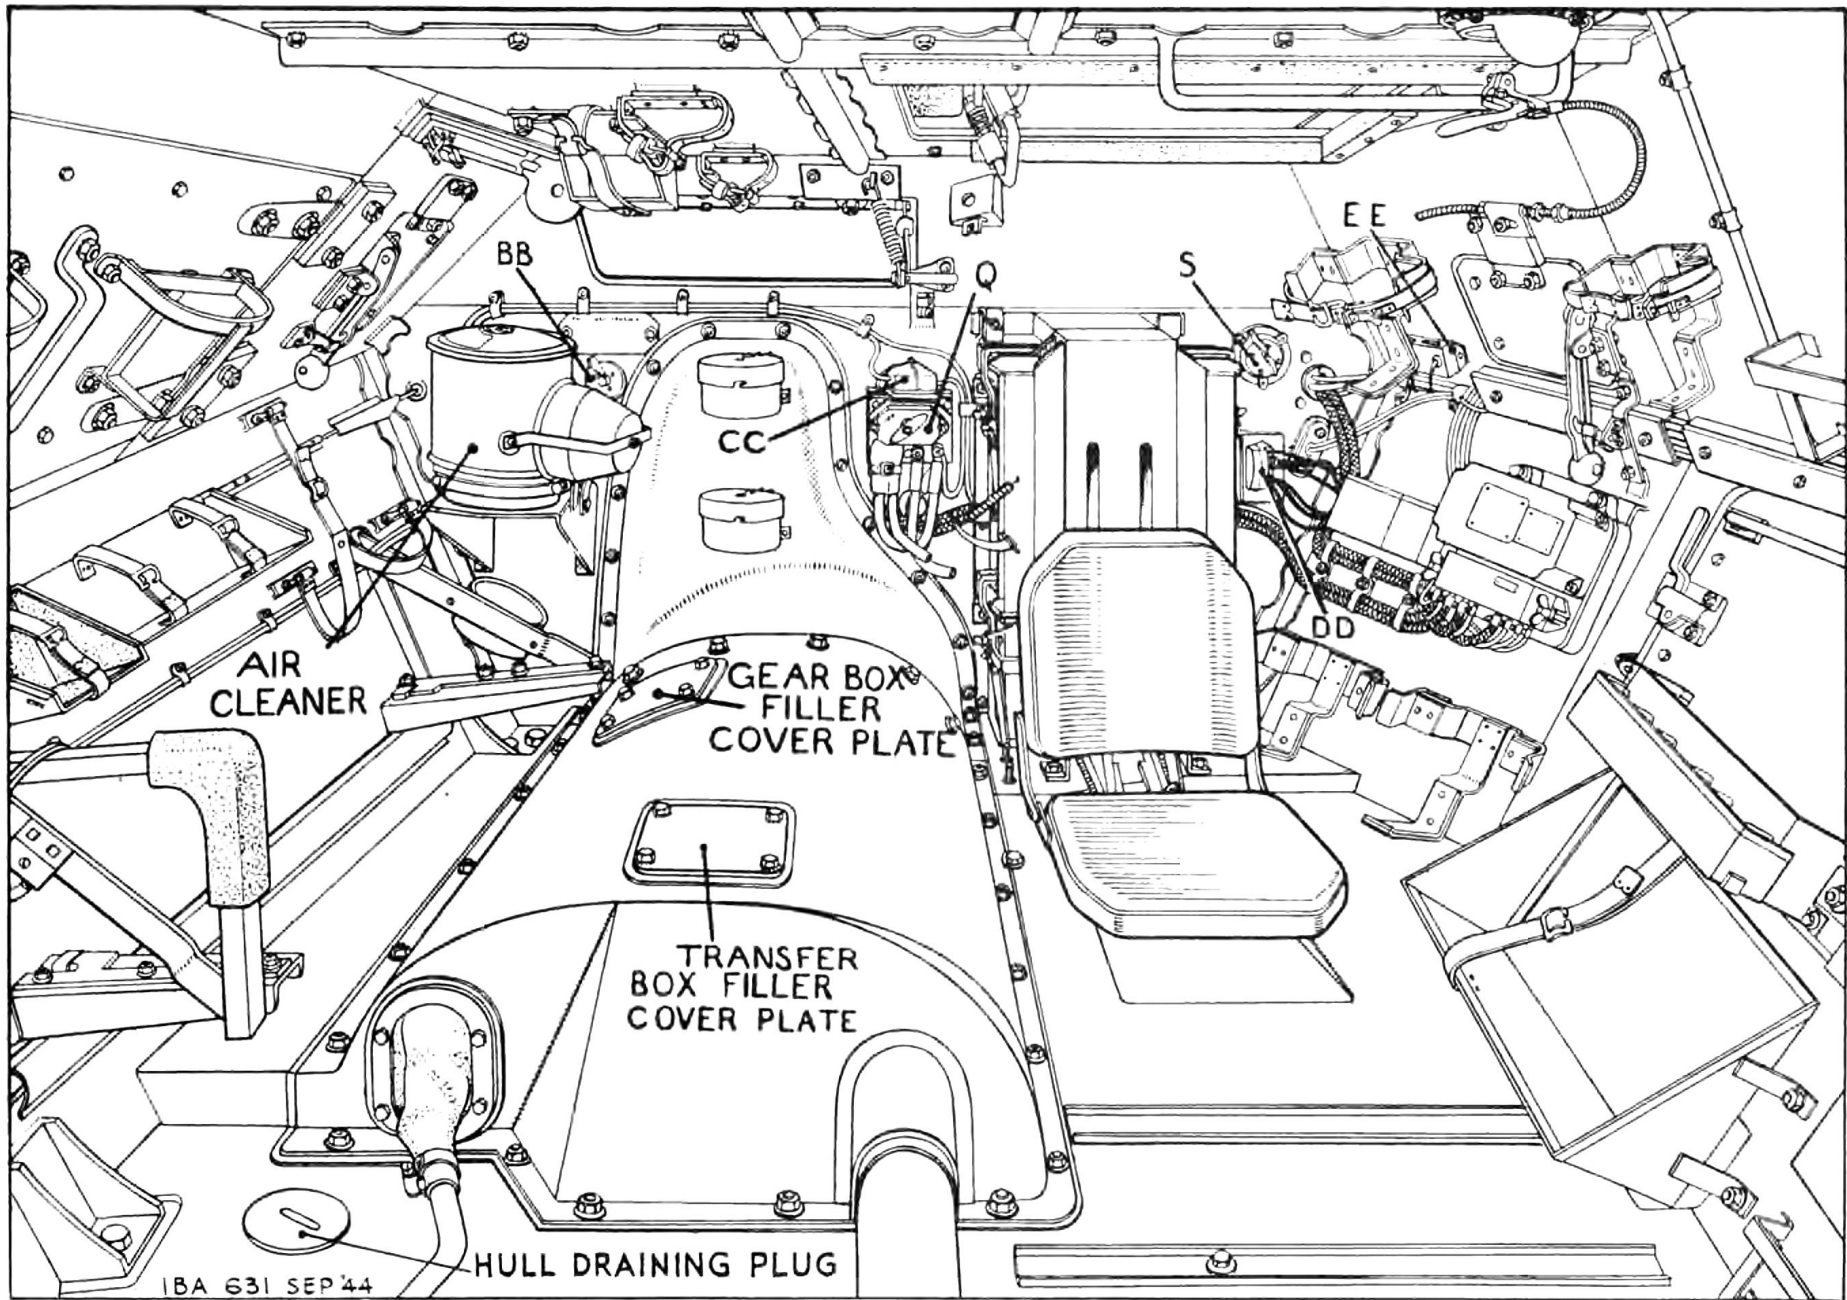 EE
BB
Q
S
CC
DD
AIR
CLEANER
GEAR BOX
FILLER
COVER PLATE
TRANSFER
BOX FILLER
COVER PLATE
HULL DRAINING PLUG
IBA 631 SEP '44